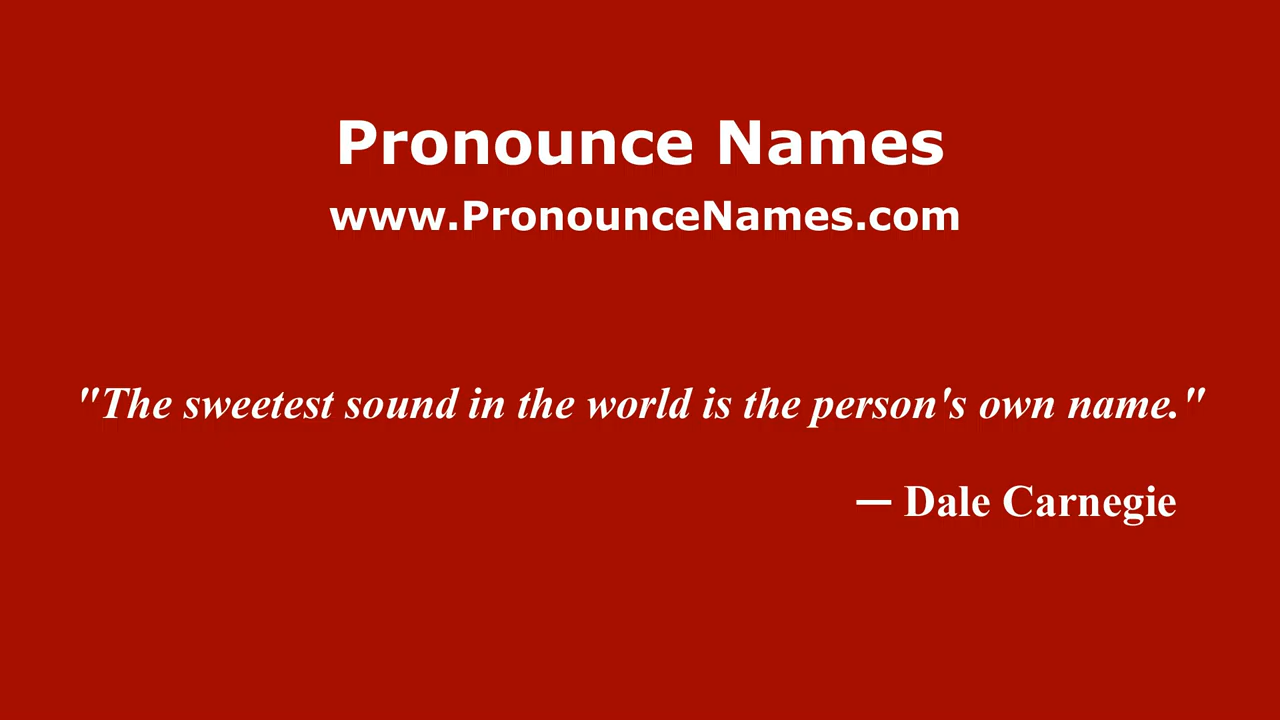 Pronounce Names
www.PronounceNames.com
"The sweetest sound in the world is the person's own name."
— Dale Carnegie